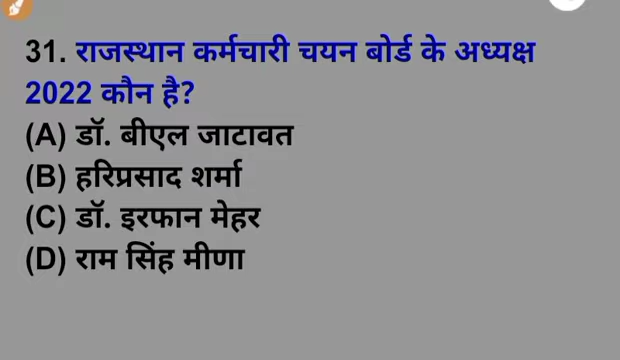 31. राजस्थान कर्मचारी चयन बोर्ड के अध्यक्ष
2022 कौन है?
(A) डॉ. बीएल जाटावत
(B) हरिप्रसाद शर्मा
(C) डॉ. इरफान मेहर
(D) राम सिंह मीणा